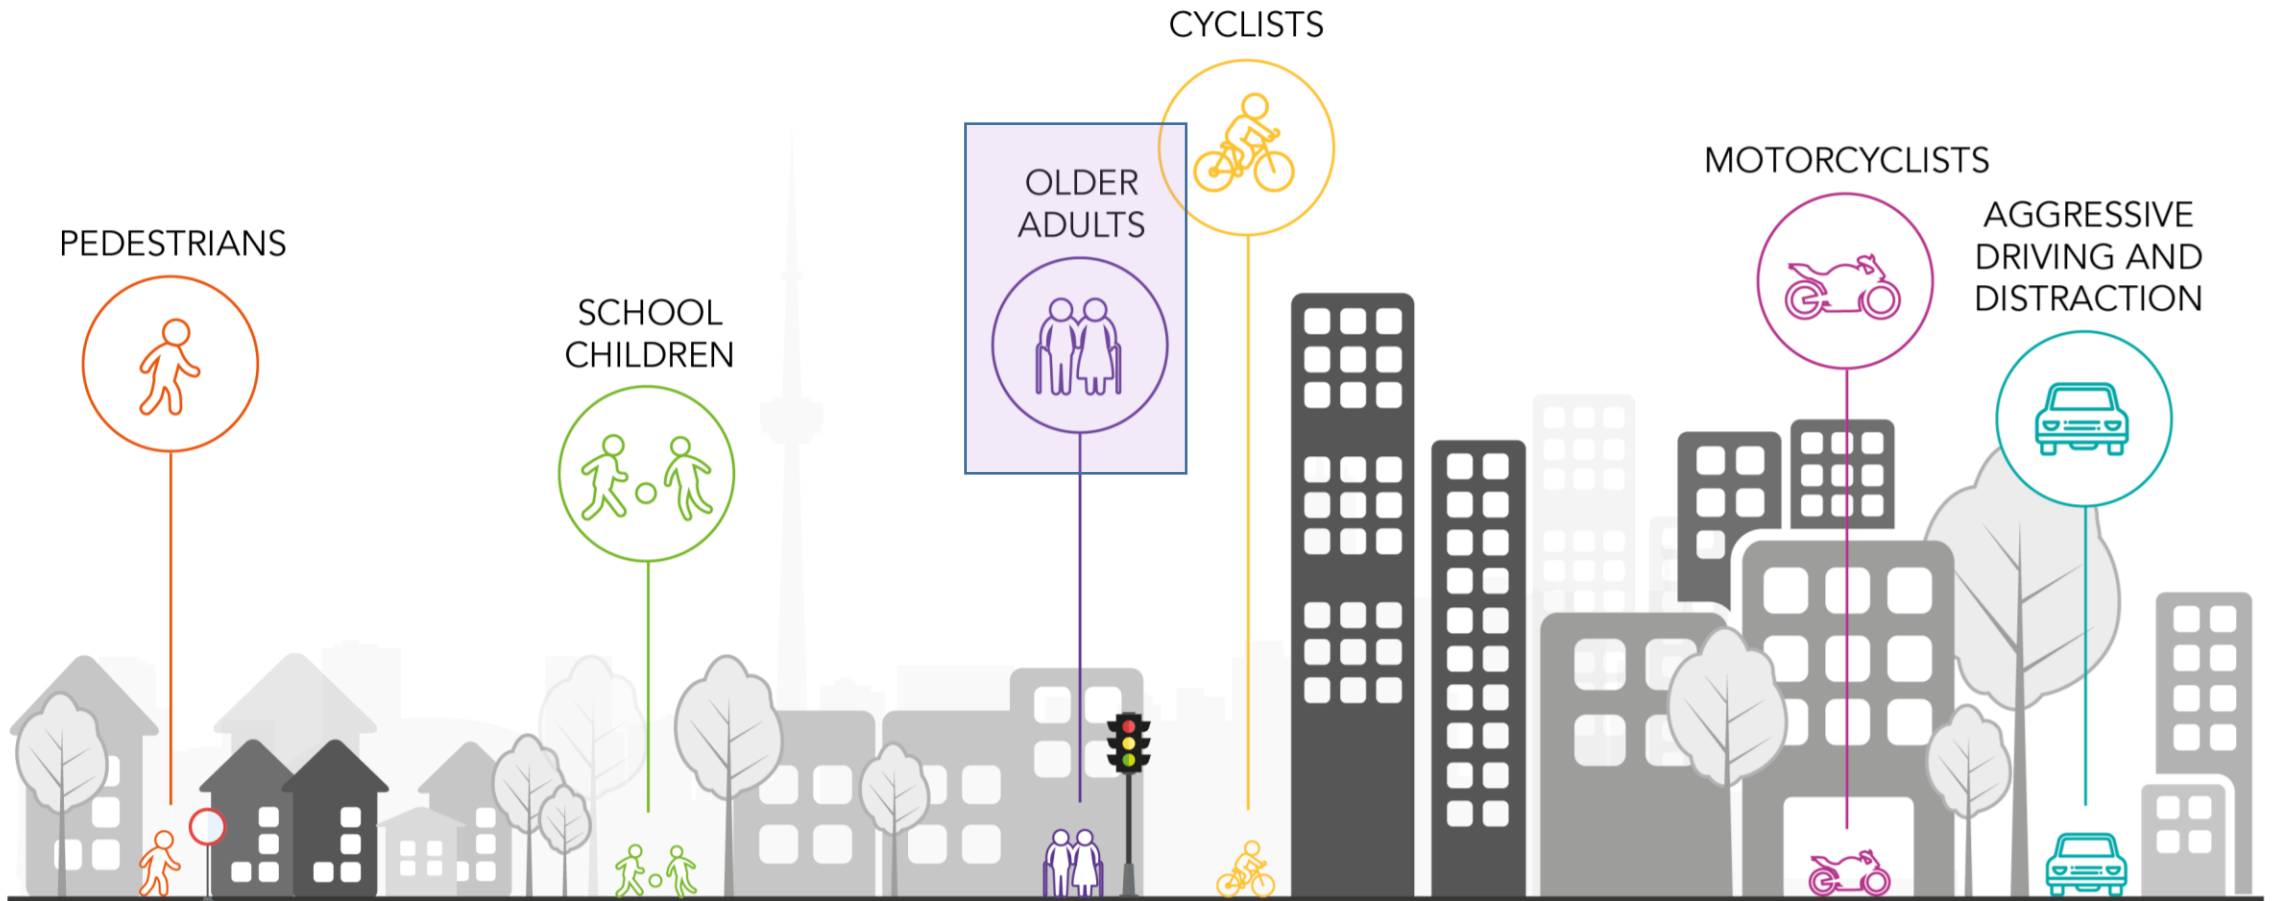 PEDESTRIANS
SCHOOL
CHILDREN
OLDER
ADULTS
CYCLISTS
MOTORCYCLISTS
AGGRESSIVE
DRIVING AND
DISTRACTION